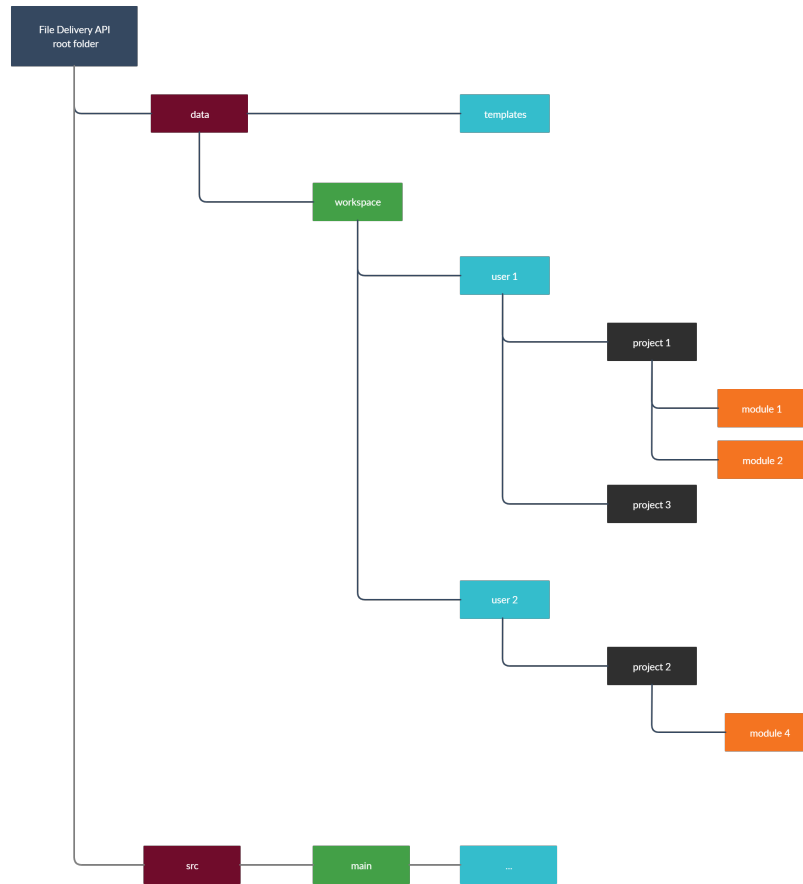 File Delivery API
root folder
data
templates
workspace
user 1
project 1
module 1
module 2
project 3
user 2
project 2
module 4
src
main
...